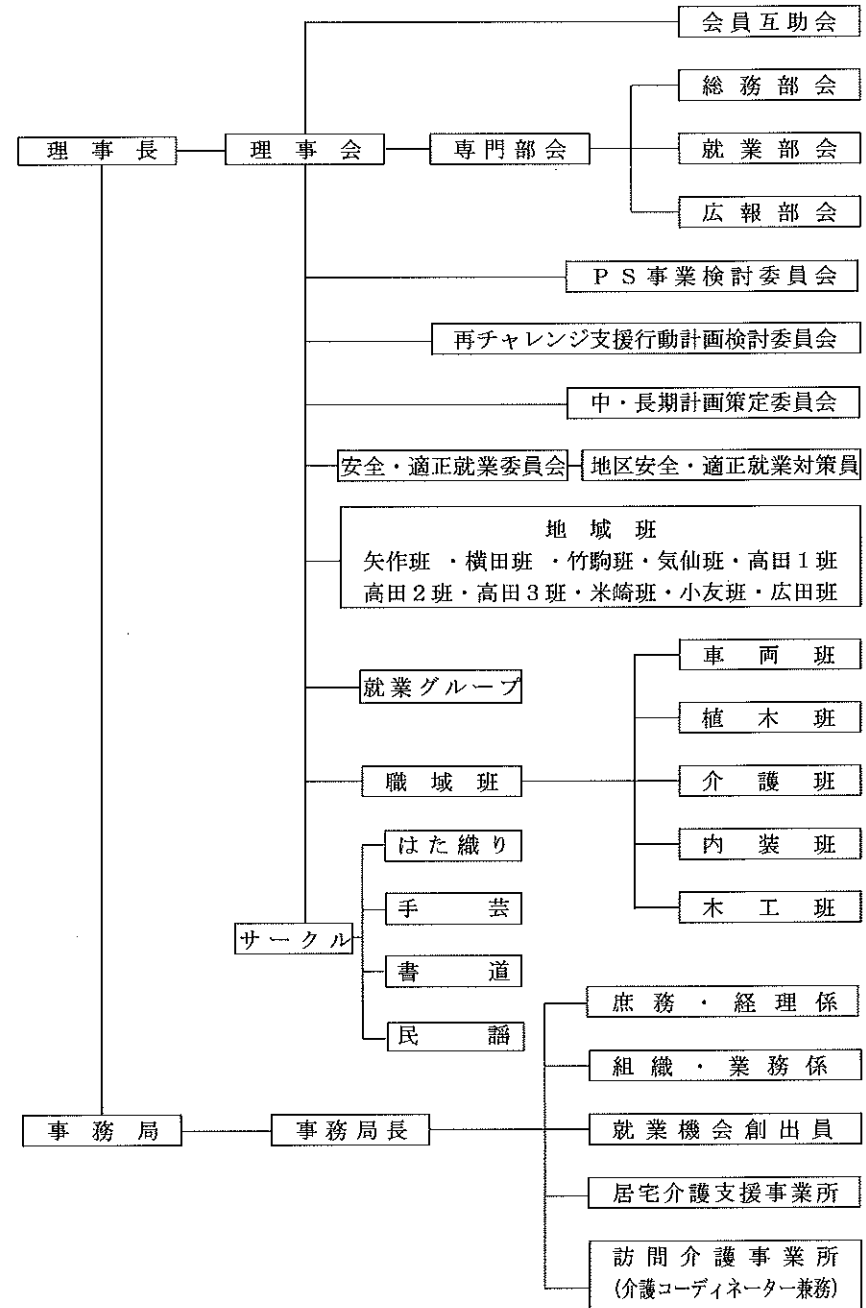 会員互助会
総務部会
理事長 理事会 専門部会 就業部会
広報部会
PS事業検討委員会
再チャレンジ支援行動計画検討委員会
中・長期計画策定委員会
安全・適正就業委員会 地区安全・適正就業対策員
地域班
矢作班・横田班・竹駒班・気仙班・高田1班
高田2班・高田3班・米崎班・小友班・広田班
車両班
就業グループ
植木班
職域班 介護班
はた織り 内装班
手芸 木工班
サークル
書道
庶務・経理係
民謡
組織・業務係
事務局 事務局長 就業機会創出員
居宅介護支援事業所
訪問介護事業所
(介護コーディネーター兼務)